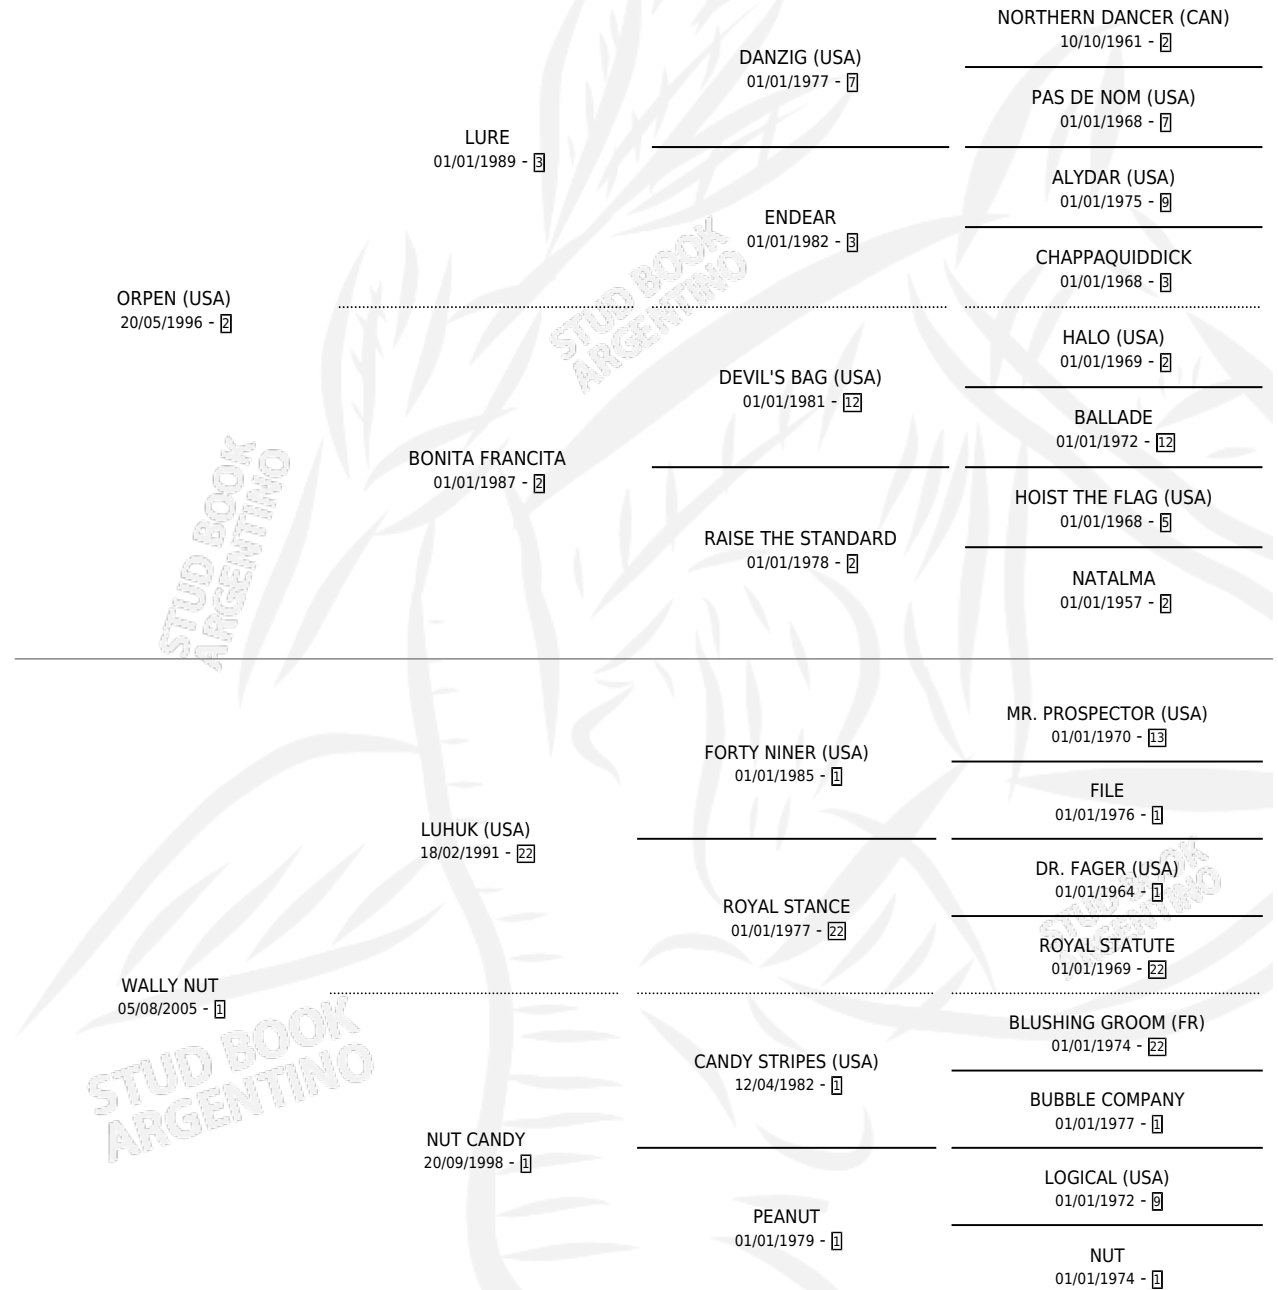 NORTHERN DANCER (CAN)
10/10/1961 - 2
DANZIG (USA)
01/01/1977 - 7
PAS DE NOM (USA)
01/01/1968 - 7
LURE
01/01/1989 - 3
ALYDAR (USA)
01/01/1975 - 9
ENDEAR
01/01/1982 - 3
CHAPPAQUIDDICK
01/01/1968 - 3
ORPEN (USA)
20/05/1996 - 2
HALO (USA)
01/01/1969 - 2
DEVIL'S BAG (USA)
01/01/1981 - 12
BALLADE
01/01/1972 - 12
BONITA FRANCITA
01/01/1987 - 2
HOIST THE FLAG (USA)
01/01/1968 - 5
RAISE THE STANDARD
01/01/1978 - 2
NATALMA
01/01/1957 - 2
STUD BOOK
ARGENTINO
STUD BOOK
ARGENTINO
MR. PROSPECTOR (USA)
01/01/1970 - 13
FORTY NINER (USA)
01/01/1985 - 1
FILE
01/01/1976 - 1
LUHUK (USA)
18/02/1991 - 22
DR. FAGER (USA)
01/01/1964 - 1
ROYAL STANCE
01/01/1977 - 22
ROYAL STATUTE
01/01/1969 - 22
WALLY NUT
05/08/2005 - 1
BLUSHING GROOM (FR)
01/01/1974 - 22
CANDY STRIPES (USA)
12/04/1982 - 1
BUBBLE COMPANY
01/01/1977 - 1
NUT CANDY
20/09/1998 - 1
LOGICAL (USA)
01/01/1972 - 9
PEANUT
01/01/1979 - 1
NUT
01/01/1974 - 1
STUD BOOK
ARGENTINO
STUD BOOK
ARGENTINO